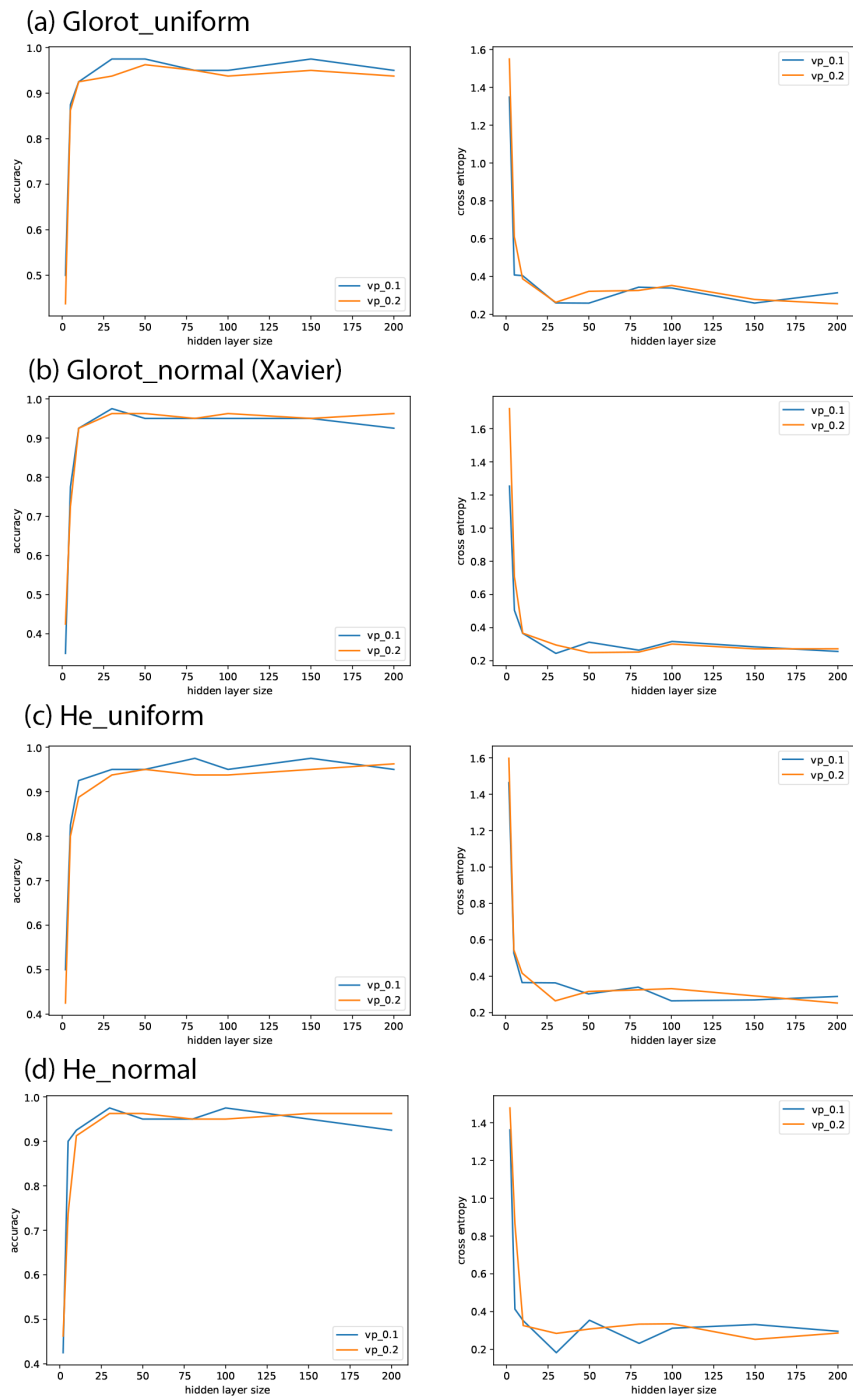 (a) Glorot_uniform
1.0
0.9
0.8
0.7
0.6
0.5
accuracy
vp_0.1
vp_0.2
0 25 50 75 100 125 150 175 200
hidden layer size
1.6
1.4
1.2
1.0
0.8
0.6
0.4
0.2
cross entropy
vp_0.1
vp_0.2
0 25 50 75 100 125 150 175 200
hidden layer size
(b) Glorot_normal (Xavier)
1.0
0.9
0.8
0.7
0.6
0.5
0.4
accuracy
vp_0.1
vp_0.2
0 25 50 75 100 125 150 175 200
hidden layer size
1.6
1.4
1.2
1.0
0.8
0.6
0.4
0.2
cross entropy
vp_0.1
vp_0.2
0 25 50 75 100 125 150 175 200
hidden layer size
(c) He_uniform
1.0
0.9
0.8
0.7
0.6
0.5
0.4
accuracy
vp_0.1
vp_0.2
0 25 50 75 100 125 150 175 200
hidden layer size
1.6
1.4
1.2
1.0
0.8
0.6
0.4
0.2
cross entropy
vp_0.1
vp_0.2
0 25 50 75 100 125 150 175 200
hidden layer size
(d) He_normal
1.0
0.9
0.8
0.7
0.6
0.5
0.4
accuracy
vp_0.1
vp_0.2
0 25 50 75 100 125 150 175 200
hidden layer size
1.4
1.2
1.0
0.8
0.6
0.4
0.2
cross entropy
vp_0.1
vp_0.2
0 25 50 75 100 125 150 175 200
hidden layer size